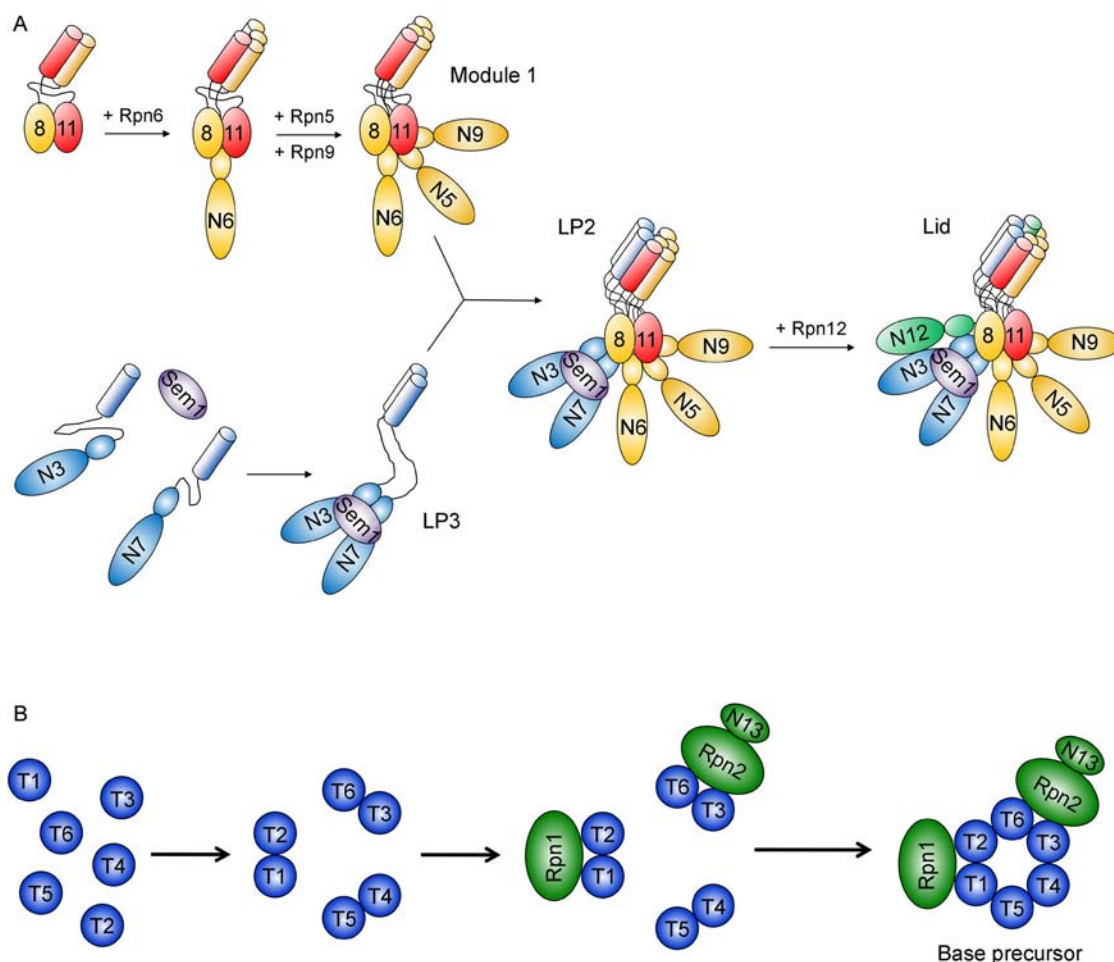 A
8 11
+ Rpn6
8 11
N6
+ Rpn5
+ Rpn9
Module 1
8 11
N9
N5
N6
N3
Sem1
N7
N3
Sem1
N7
LP3
LP2
8 11
N9
N3
Sem1
N7
N6
N5
+ Rpn12
Lid
N12
8 11
N9
N3
Sem1
N7
N6
N5
B
T1
T3
T6
T4
T5
T2
T2
T1
T6
T3
T4
T5
Rpn1
T2
T1
N13
Rpn2
T6
T3
T4
T5
N13
Rpn2
Rpn1
T6
T2
T3
T1
T4
T5
Base precursor